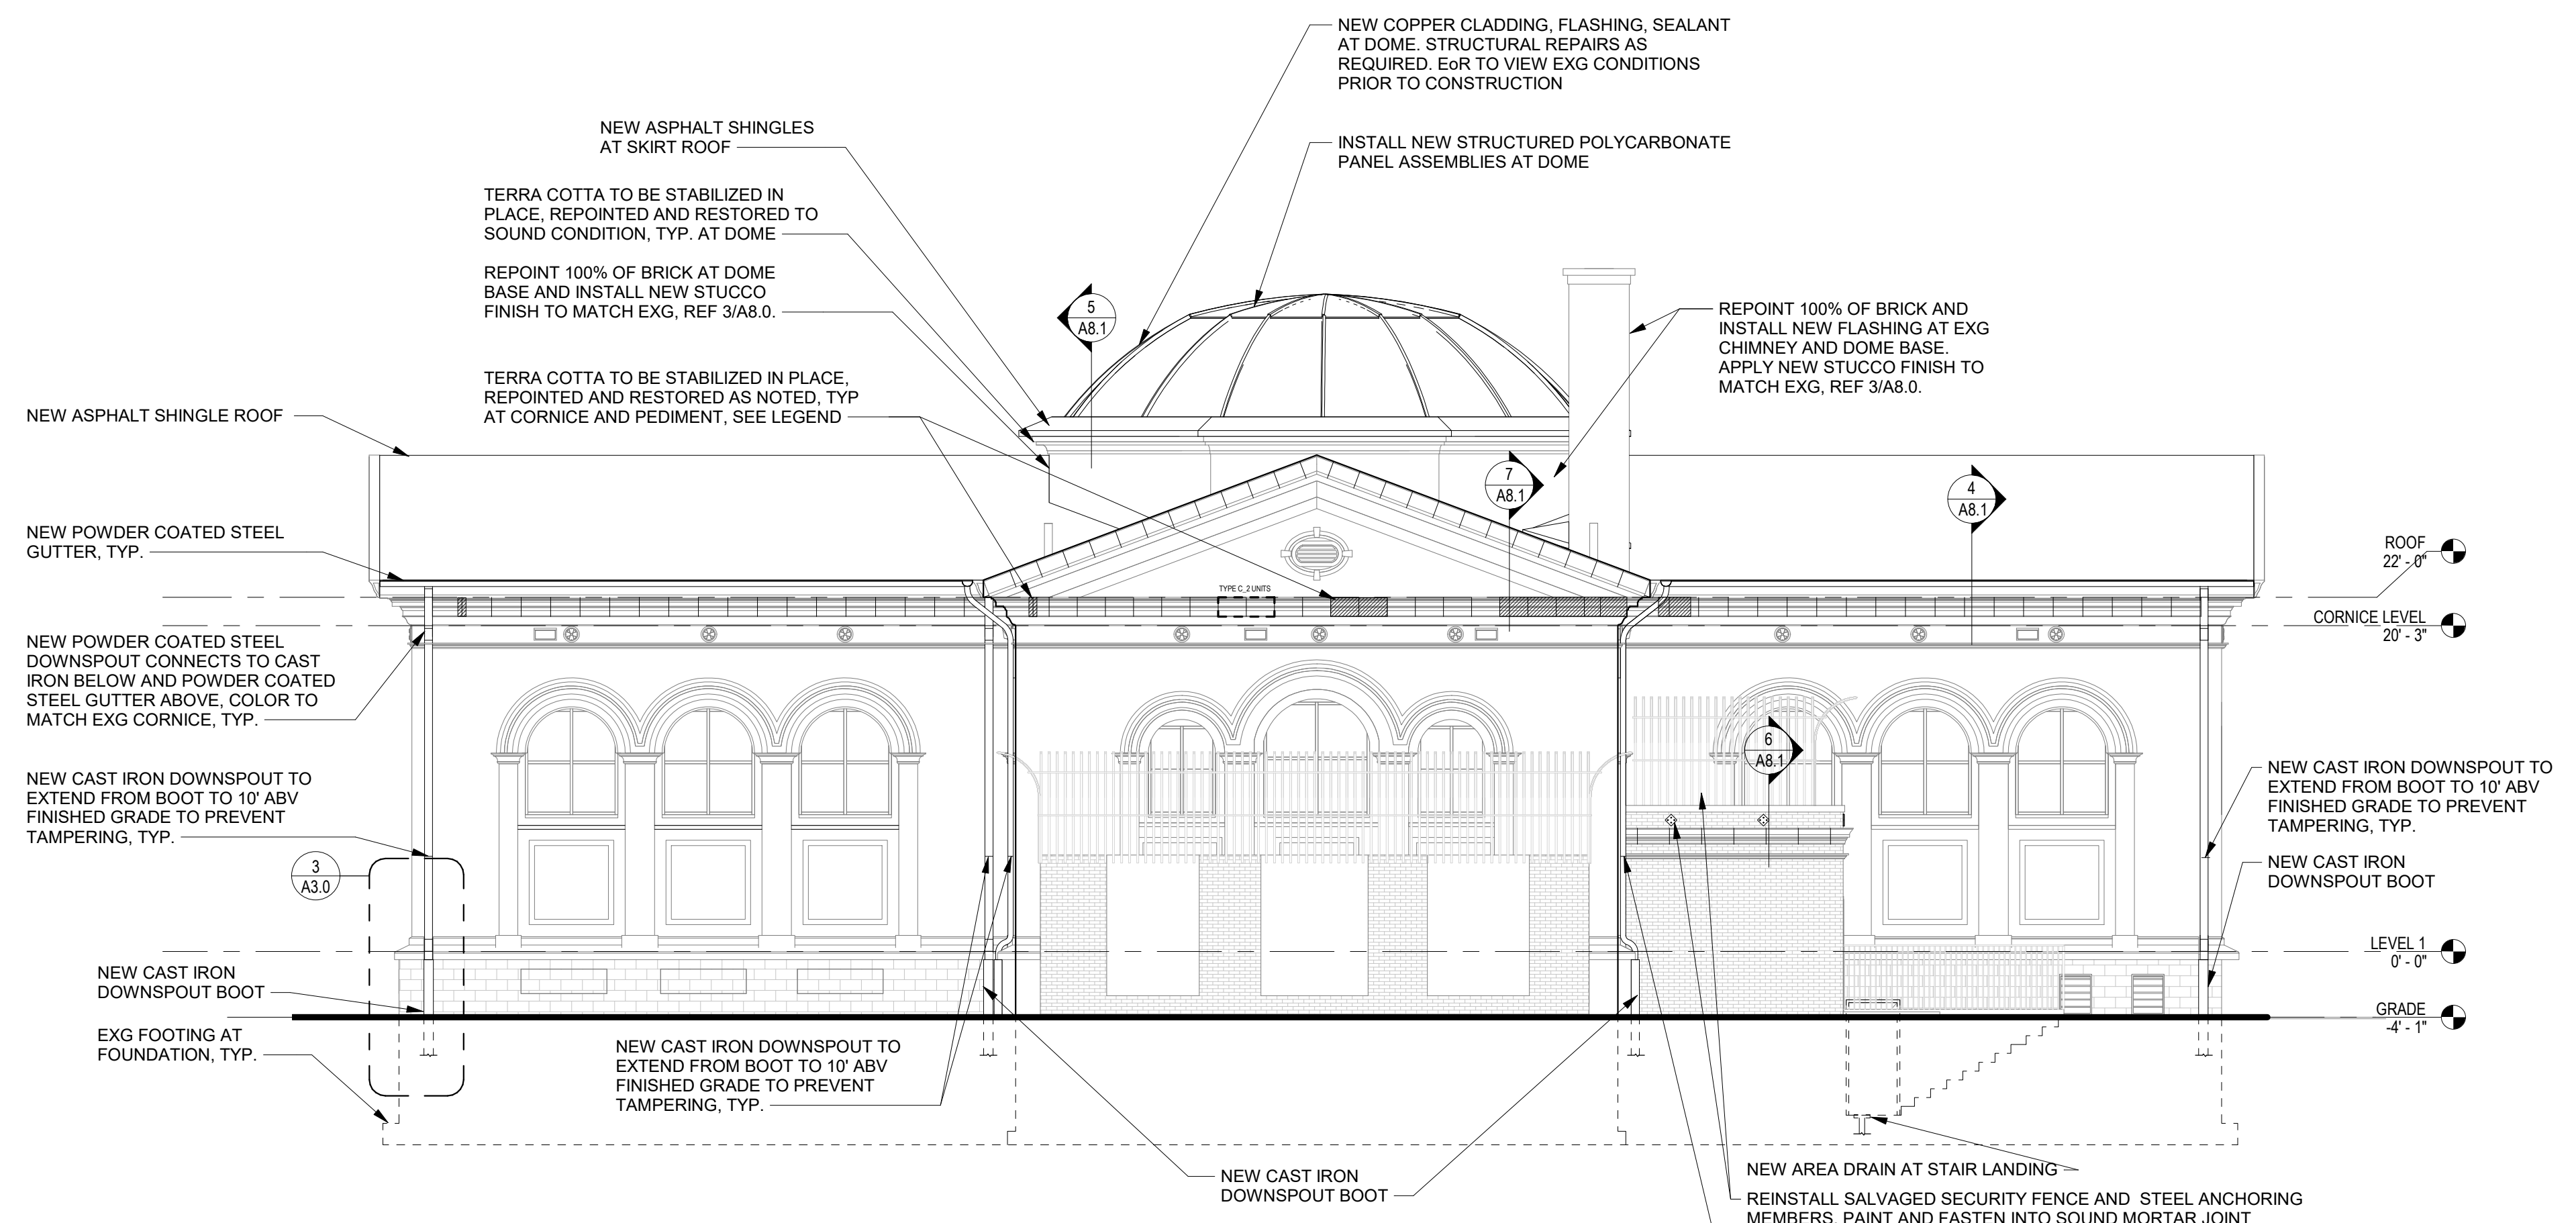 NEW COPPER CLADDING, FLASHING, SEALANT
AT DOME. STRUCTURAL REPAIRS AS
REQUIRED. EoR TO VIEW EXG CONDITIONS
PRIOR TO CONSTRUCTION
NEW ASPHALT SHINGLES
AT SKIRT ROOF
INSTALL NEW STRUCTURED POLYCARBONATE
PANEL ASSEMBLIES AT DOME
TERRA COTTA TO BE STABILIZED IN
PLACE, REPOINTED AND RESTORED TO
SOUND CONDITION, TYP. AT DOME
REPOINT 100% OF BRICK AT DOME
BASE AND INSTALL NEW STUCCO
FINISH TO MATCH EXG, REF 3/A8.0.
5
A8.1
REPOINT 100% OF BRICK AND
INSTALL NEW FLASHING AT EXG
CHIMNEY AND DOME BASE.
APPLY NEW STUCCO FINISH TO
MATCH EXG, REF 3/A8.0.
TERRA COTTA TO BE STABILIZED IN PLACE,
REPOINTED AND RESTORED AS NOTED, TYP
AT CORNICE AND PEDIMENT, SEE LEGEND
NEW ASPHALT SHINGLE ROOF
7
A8.1
4
A8.1
NEW POWDER COATED STEEL
GUTTER, TYP.
ROOF
22' - 0"
TYPE C_2 UNITS
CORNICE LEVEL
20' - 3"
NEW POWDER COATED STEEL
DOWNSPOUT CONNECTS TO CAST
IRON BELOW AND POWDER COATED
STEEL GUTTER ABOVE, COLOR TO
MATCH EXG CORNICE, TYP.
6
A8.1
NEW CAST IRON DOWNSPOUT TO
EXTEND FROM BOOT TO 10' ABV
FINISHED GRADE TO PREVENT
TAMPERING, TYP.
NEW CAST IRON DOWNSPOUT TO
EXTEND FROM BOOT TO 10' ABV
FINISHED GRADE TO PREVENT
TAMPERING, TYP.
3
A3.0
NEW CAST IRON
DOWNSPOUT BOOT
LEVEL 1
0' - 0"
NEW CAST IRON
DOWNSPOUT BOOT
GRADE
-4' - 1"
EXG FOOTING AT
FOUNDATION, TYP.
NEW CAST IRON DOWNSPOUT TO
EXTEND FROM BOOT TO 10' ABV
FINISHED GRADE TO PREVENT
TAMPERING, TYP.
NEW CAST IRON
DOWNSPOUT BOOT
NEW AREA DRAIN AT STAIR LANDING
REINSTALL SALVAGED SECURITY FENCE AND STEEL ANCHORING
MEMBERS, PAINT AND FASTEN INTO SOUND MORTAR JOINT